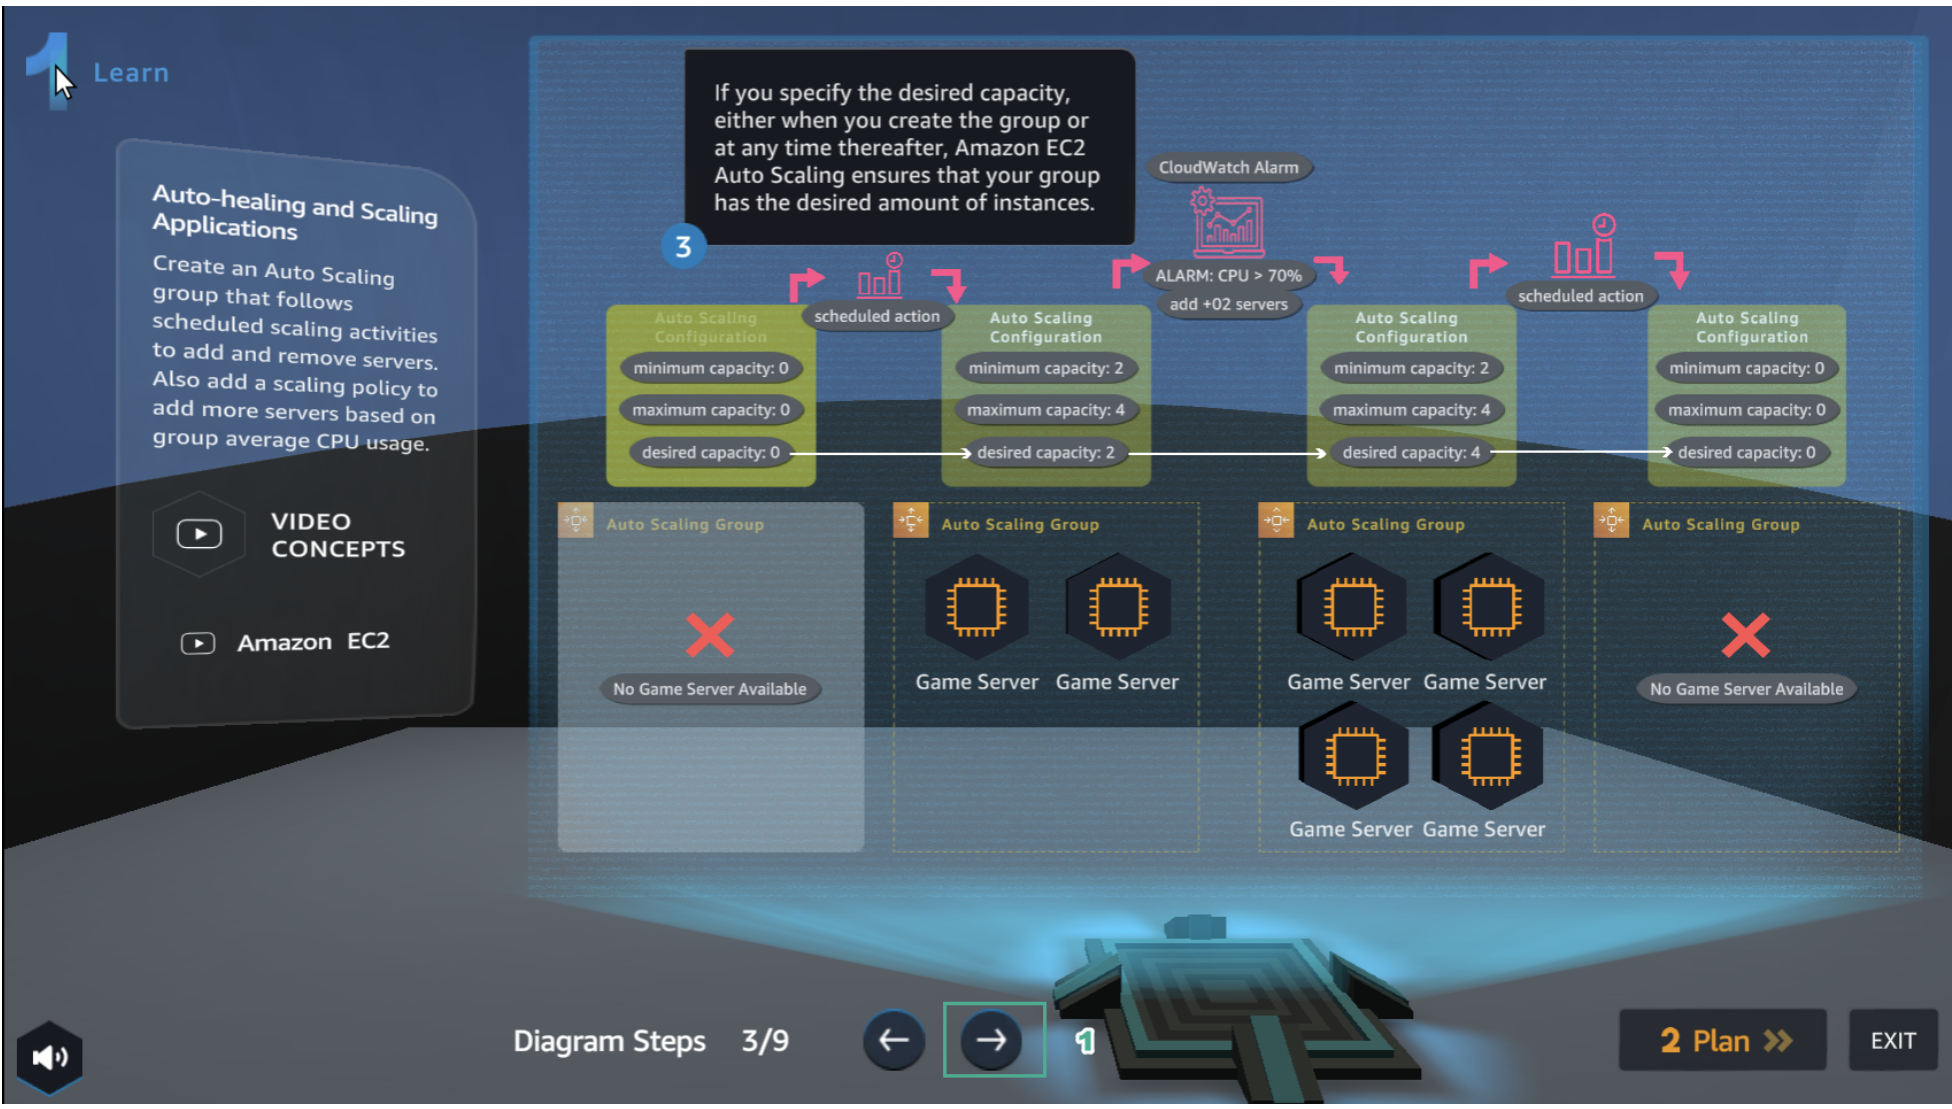 1 Learn
Auto-healing and Scaling
Applications
Create an Auto Scaling
group that follows
scheduled scaling activities
to add and remove servers.
Also add a scaling policy to
add more servers based on
group average CPU usage.
VIDEO
CONCEPTS
Amazon EC2
If you specify the desired capacity,
either when you create the group or
at any time thereafter, Amazon EC2
Auto Scaling ensures that your group
has the desired amount of instances.
3
scheduled action
CloudWatch Alarm
ALARM: CPU > 70%
add +02 servers
scheduled action
Auto Scaling
Configuration
minimum capacity: 0
maximum capacity: 0
desired capacity: 0
Auto Scaling
Configuration
minimum capacity: 2
maximum capacity: 4
desired capacity: 2
Auto Scaling
Configuration
minimum capacity: 2
maximum capacity: 4
desired capacity: 4
Auto Scaling
Configuration
minimum capacity: 0
maximum capacity: 0
desired capacity: 0
Auto Scaling Group
No Game Server Available
Auto Scaling Group
Game Server Game Server
Auto Scaling Group
Game Server Game Server
Game Server Game Server
Auto Scaling Group
No Game Server Available
Diagram Steps 3/9
1
2 Plan
EXIT